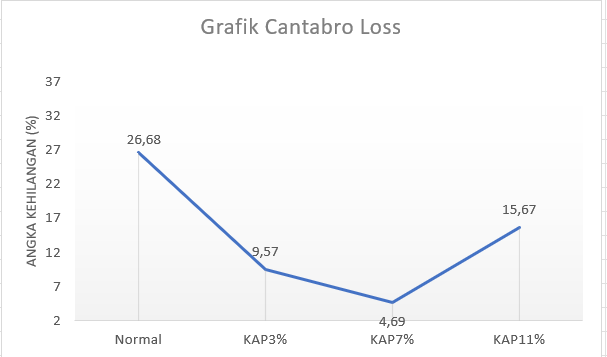 Grafik Cantabro Loss
ANGKA KEHILANGAN (%)
37
32
27
22
17
12
7
2
26,68
9,57
4,69
15,67
Normal
KAP3%
KAP7%
KAP11%